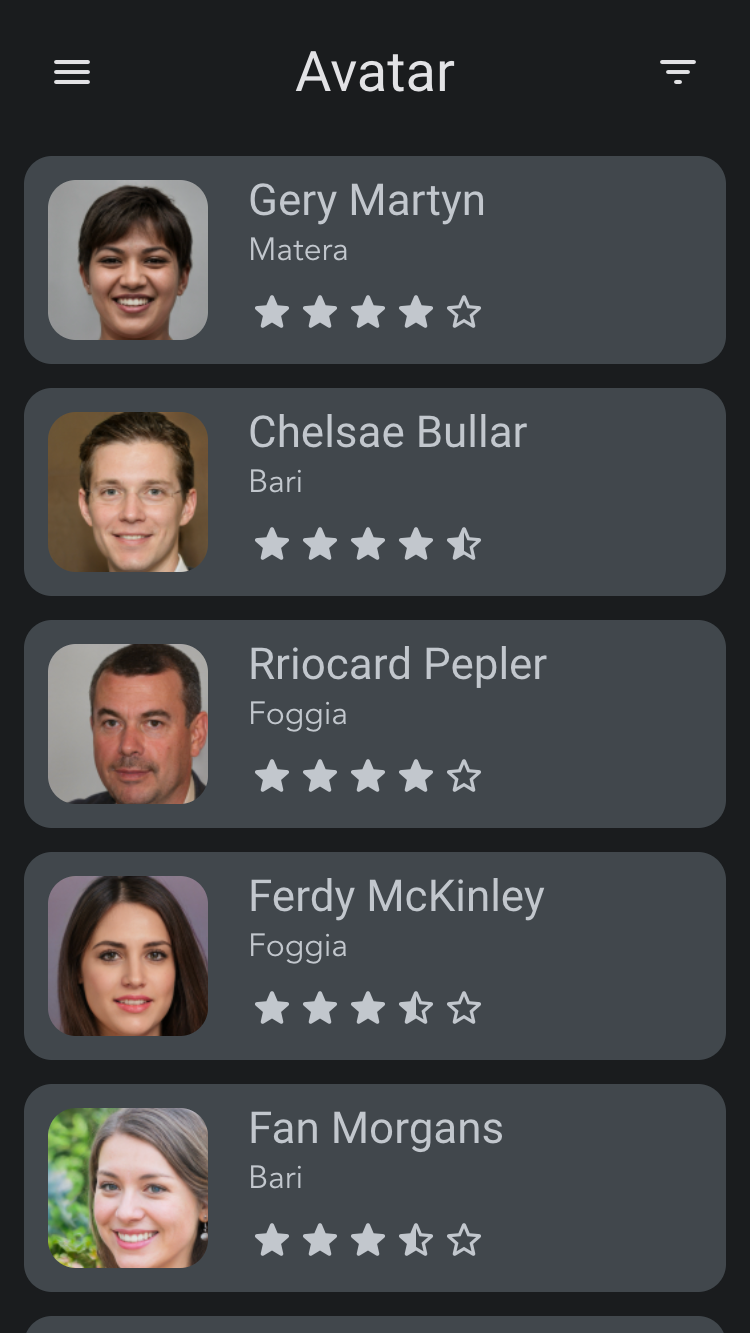 Avatar
Gery Martyn
Matera
Chelsae Bullar
Bari
Rriocard Pepler
Foggia
Ferdy McKinley
Foggia
Fan Morgans
Bari